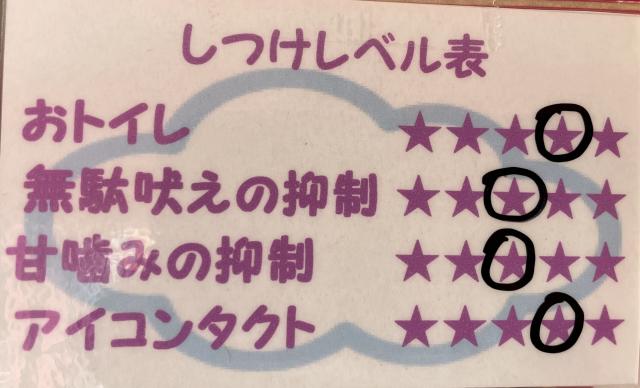 しつけレベル表
おトイレ ★★★★★
無駄吠えの抑制 ★★★★★
甘噛みの抑制 ★★★★★
アイコンタクト ★★★★★